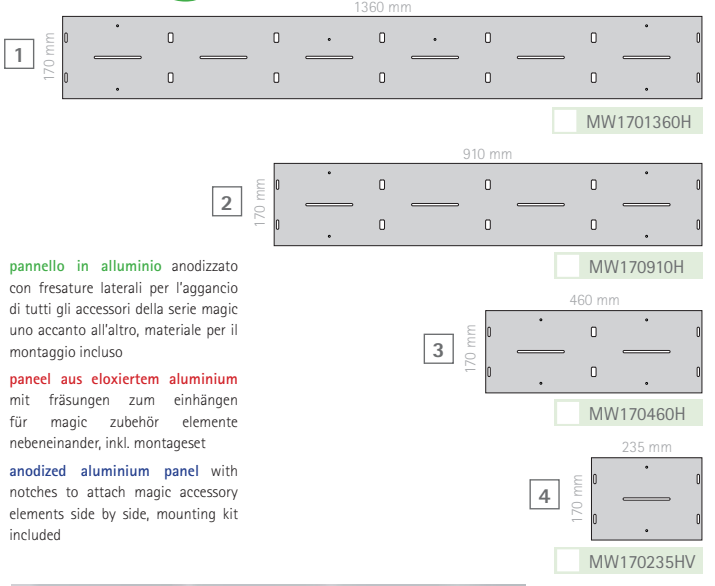 1360 mm
1
170 mm
MW1701360H
910 mm
2
170 mm
MW170910H
pannello in alluminio anodizzato
con fresature laterali per l'aggancio
di tutti gli accessori della serie magic
uno accanto all'altro, materiale per il
montaggio incluso
460 mm
3
170 mm
paneel aus eloxiertem aluminium
mit fräsungen zum einhängen
für magic zubehör elemente
nebeneinander, inkl. montageset
MW170460H
235 mm
anodized aluminium panel with
notches to attach magic accessory
elements side by side, mounting kit
included
4
170 mm
MW170235HV